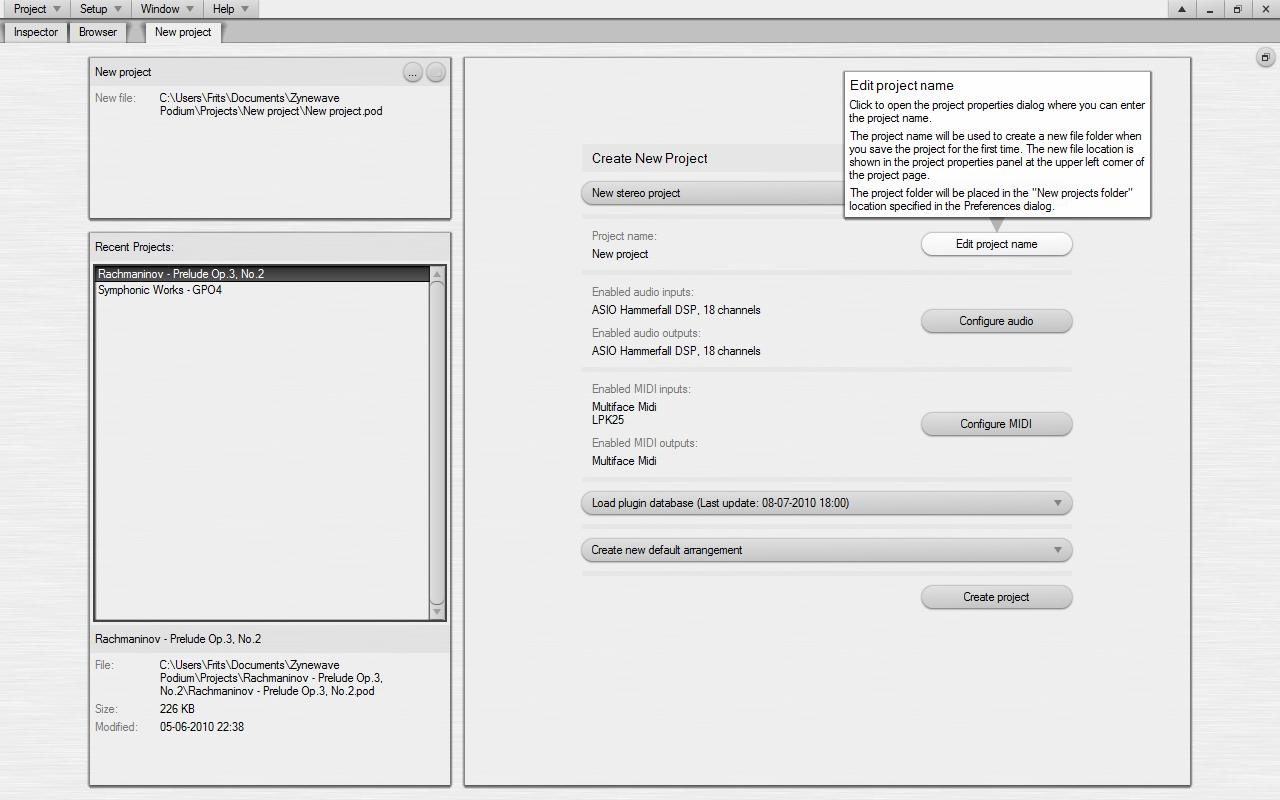 Project Setup Window Help
Inspector Browser New project
New project ...
New file: C:\Users\Frits\Documents\Zynewave
Podium\Projects\New project\New project.pod
Recent Projects:
Rachmaninov - Prelude Op.3, No.2
Symphonic Works - GPO4
Rachmaninov - Prelude Op.3, No.2
File: C:\Users\Frits\Documents\Zynewave
Podium\Projects\Rachmaninov - Prelude Op.3,
No.2\Rachmaninov - Prelude Op.3, No.2.pod
Size: 226 KB
Modified: 05-06-2010 22:38
Edit project name
Click to open the project properties dialog where you can enter
the project name.
The project name will be used to create a new file folder when
you save the project for the first time. The new file location is
shown in the project properties panel at the upper left corner of
the project page.
The project folder will be placed in the "New projects folder"
location specified in the Preferences dialog.
Create New Project
New stereo project
Project name:
New project
Edit project name
Enabled audio inputs:
ASIO Hammerfall DSP, 18 channels
Configure audio
Enabled audio outputs:
ASIO Hammerfall DSP, 18 channels
Enabled MIDI inputs:
Multiface Midi
LPK25
Configure MIDI
Enabled MIDI outputs:
Multiface Midi
Load plugin database (Last update: 08-07-2010 18:00)
Create new default arrangement
Create project